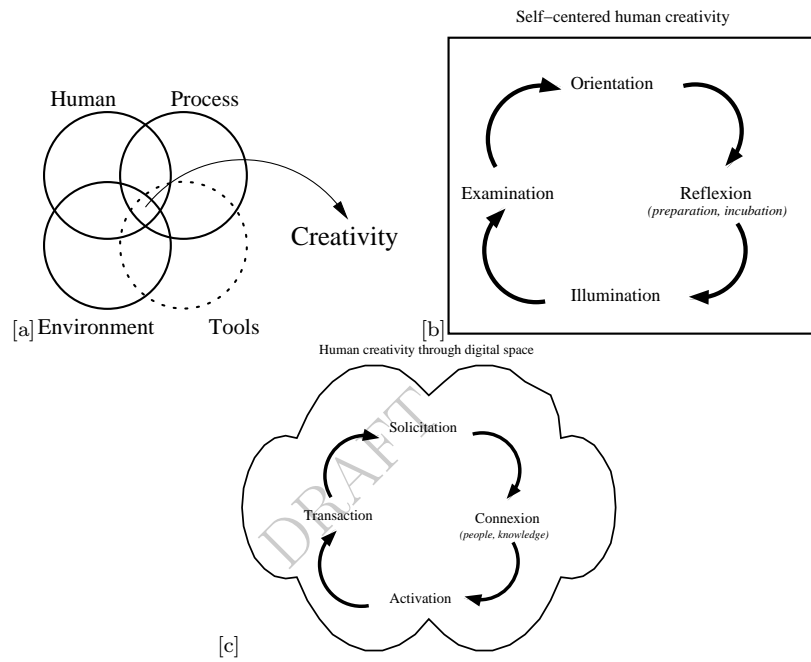 Self-centered human creativity
Human Process
Creativity
Environment Tools
[a]
Orientation
Examination Reflexion
(preparation, incubation)
Illumination
[b]
Human creativity through digital space
Solicitation
Transaction Connexion
(people, knowledge)
Activation
DRAFT
[c]